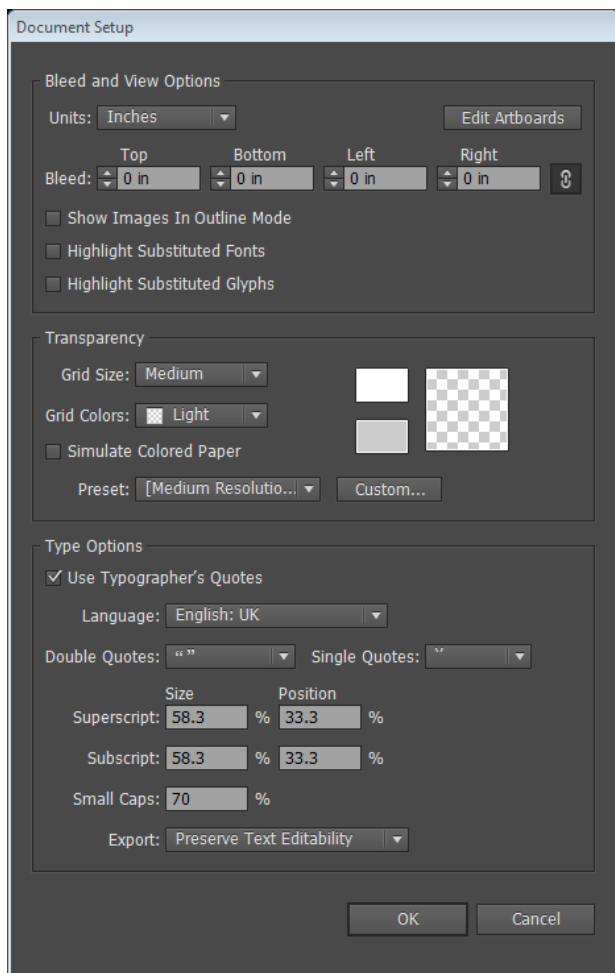 Document Setup
Bleed and View Options
Units: Inches Edit Artboards
Top Bottom Left Right
Bleed: 0 in 0 in 0 in 0 in
Show Images In Outline Mode
Highlight Substituted Fonts
Highlight Substituted Glyphs
Transparency
Grid Size: Medium
Grid Colors: Light
Simulate Colored Paper
Preset: [Medium Resolutio... Custom...
Type Options
Use Typographer's Quotes
Language: English: UK
Double Quotes: “ ” Single Quotes: ‘ ’
Size Position
Superscript: 58.3 % 33.3 %
Subscript: 58.3 % 33.3 %
Small Caps: 70 %
Export: Preserve Text Editability
OK Cancel